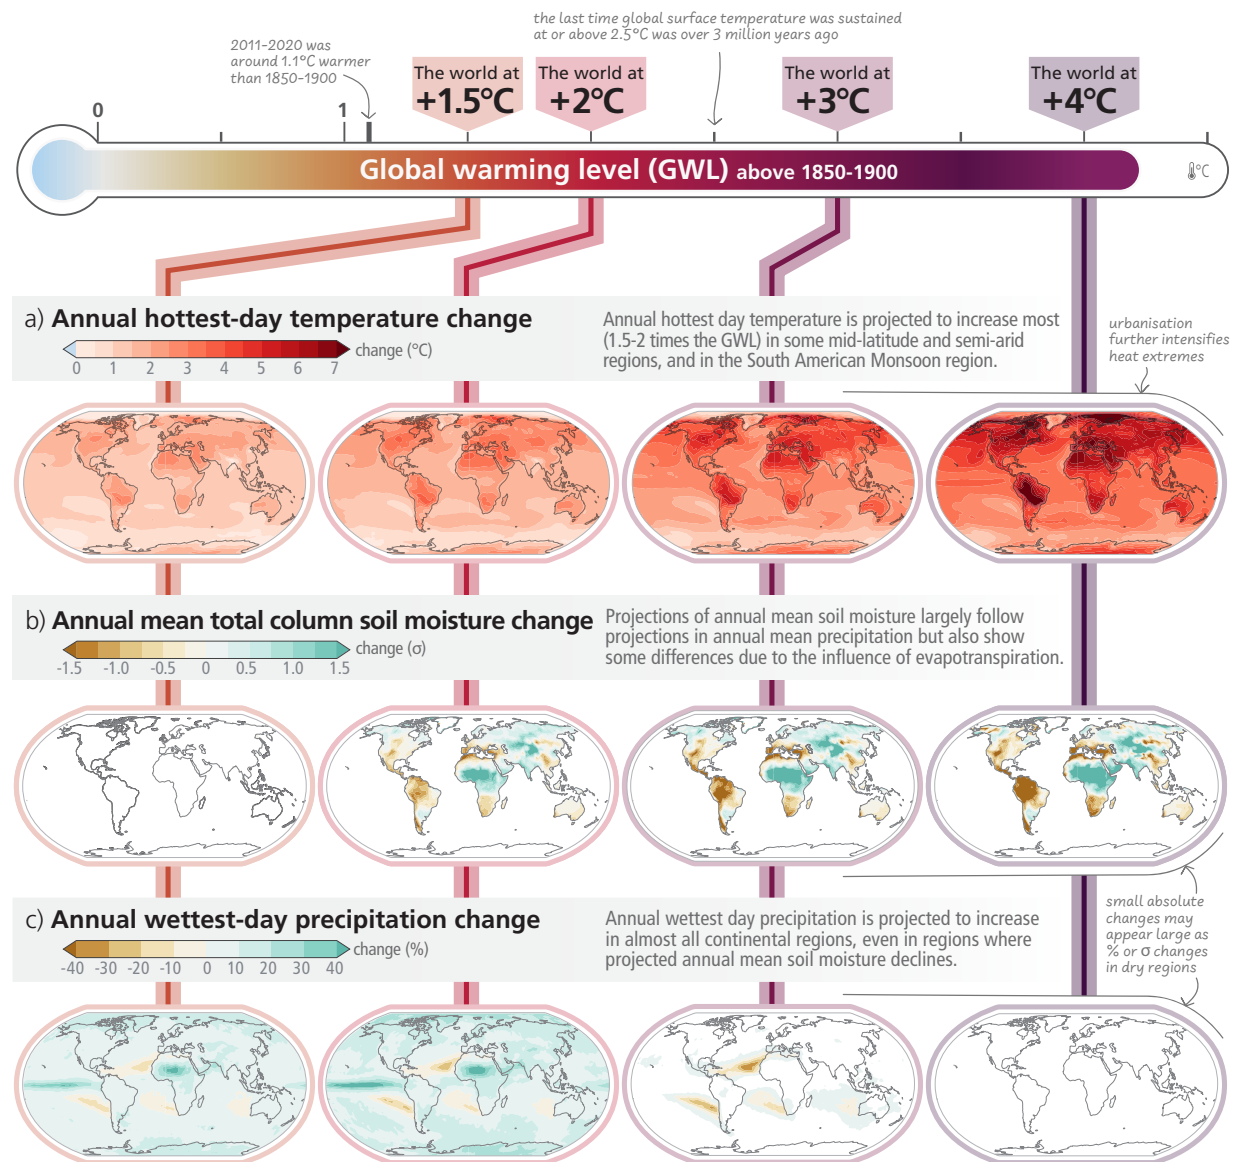 the last time global surface temperature was sustained
at or above 2.5°C was over 3 million years ago
2011-2020 was
around 1.1°C warmer
than 1850-1900
The world at
+1.5°C
The world at
+2°C
The world at
+3°C
The world at
+4°C
0
1
Global warming level (GWL) above 1850-1900
°C
a) Annual hottest-day temperature change
change (°C)
0 1 2 3 4 5 6 7
Annual hottest day temperature is projected to increase most
(1.5-2 times the GWL) in some mid-latitude and semi-arid
regions, and in the South American Monsoon region.
urbanisation
further intensifies
heat extremes
b) Annual mean total column soil moisture change
change (σ)
-1.5 -1.0 -0.5 0 0.5 1.0 1.5
Projections of annual mean soil moisture largely follow
projections in annual mean precipitation but also show
some differences due to the influence of evapotranspiration.
c) Annual wettest-day precipitation change
change (%)
-40 -30 -20 -10 0 10 20 30 40
Annual wettest day precipitation is projected to increase
in almost all continental regions, even in regions where
projected annual mean soil moisture declines.
small absolute
changes may
appear large as
% or σ changes
in dry regions